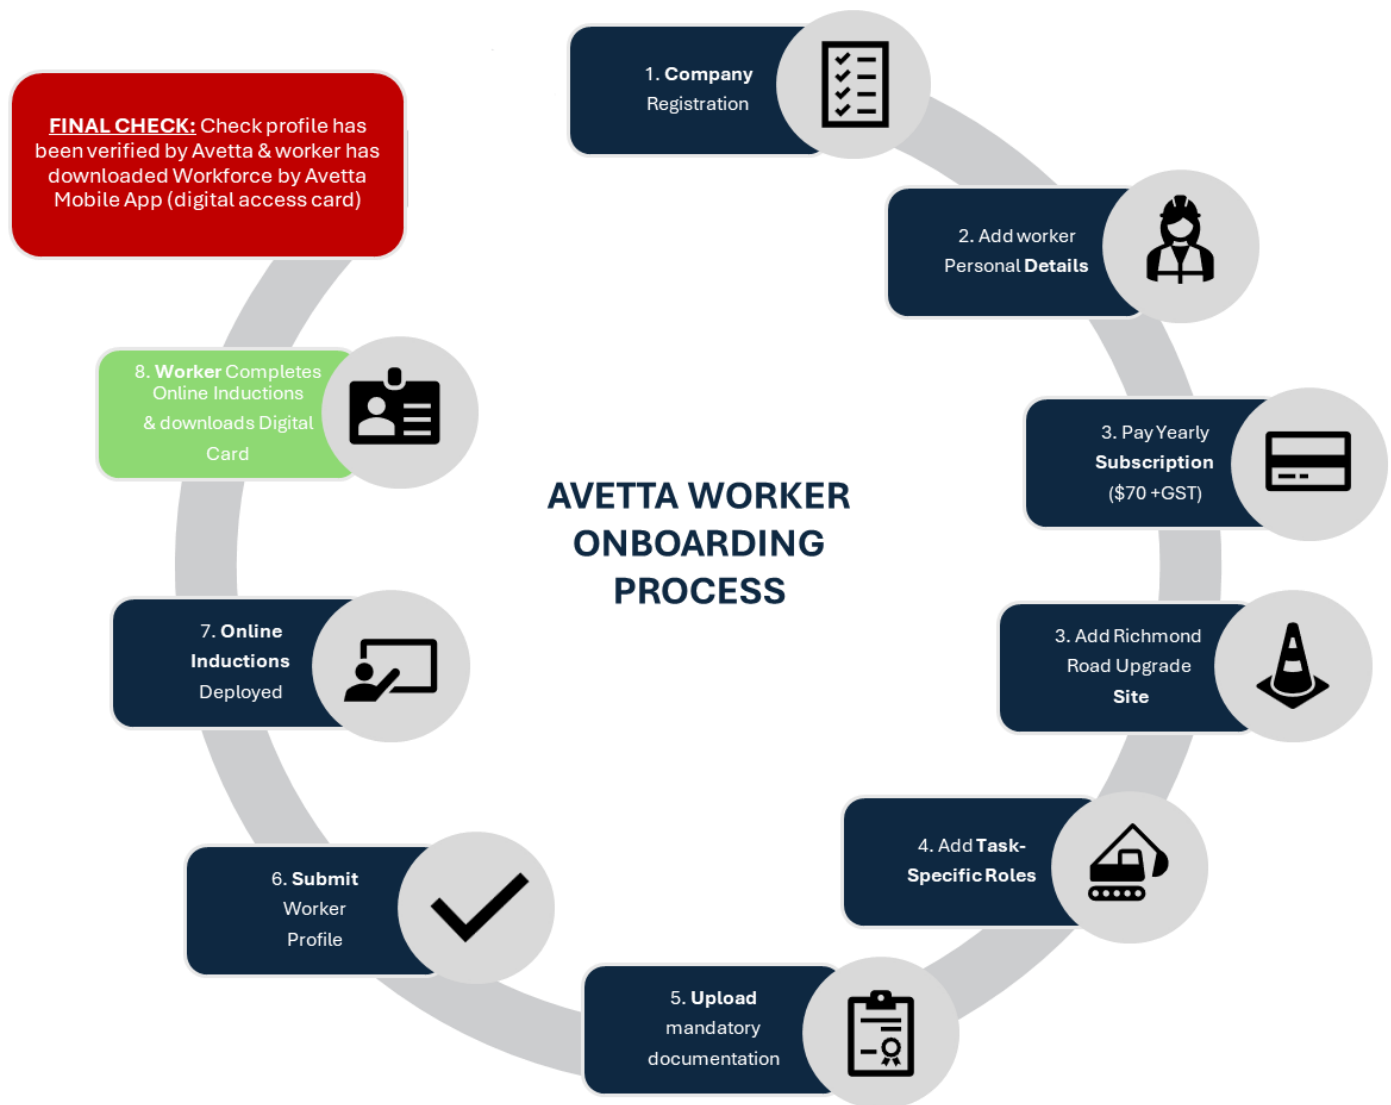 1. Company
Registration
2. Add worker
Personal Details
3. Pay Yearly
Subscription
($70 +GST)
3. Add Richmond
Road Upgrade
Site
4. Add Task-
Specific Roles
5. Upload
mandatory
documentation
6. Submit
Worker
Profile
7. Online
Inductions
Deployed
8. Worker Completes
Online Inductions
& downloads Digital
Card
FINAL CHECK: Check profile has
been verified by Avetta & worker has
downloaded Workforce by Avetta
Mobile App (digital access card)
AVETTA WORKER
ONBOARDING
PROCESS